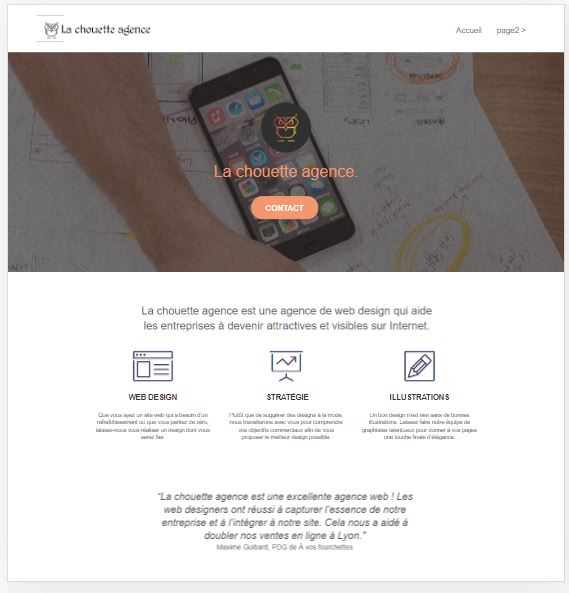 La chouette agence
Accueil
page2 >
La chouette agence.
CONTACT
La chouette agence est une agence de web design qui aide
les entreprises à devenir attractives et visibles sur Internet.
WEB DESIGN
Que vous ayez un site web qui a besoin d'un
rafraîchissement ou que vous partiez de zéro,
laissez-nous vous réaliser un design dont vous
serez fier.
STRATÉGIE
Plutôt que de suggérer des designs à la mode,
nous travaillerons avec vous pour comprendre
vos objectifs commerciaux afin de vous
proposer le meilleur design possible.
ILLUSTRATIONS
Un bon design n'est rien sans de bonnes
illustrations. Laissez faire notre équipe de
graphistes talentueux pour donner à vos pages
une touche finale d'élégance.
"La chouette agence est une excellente agence web ! Les
web designers ont réussi à capturer l'essence de notre
entreprise et à l'intégrer à notre site. Cela nous a aidé à
doubler nos ventes en ligne à Lyon."
Maxime Guibard, PDG de À vos fourchettes